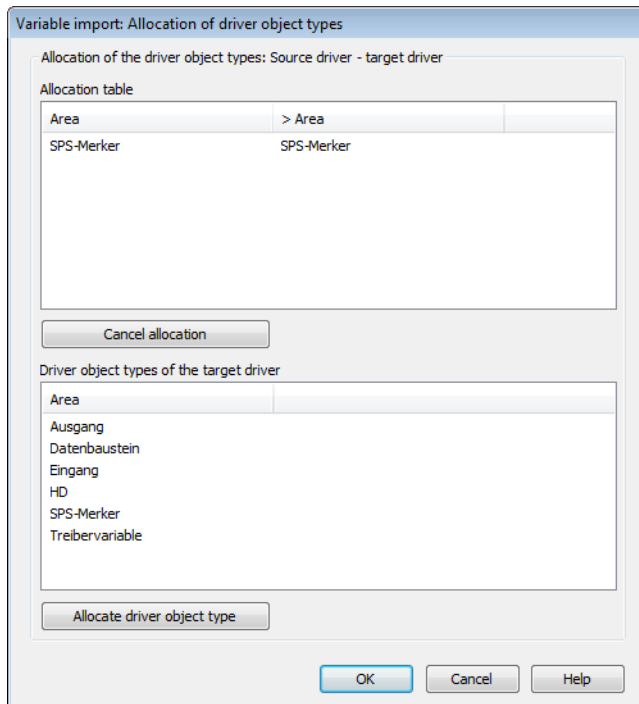 Variable import: Allocation of driver object types
Allocation of the driver object types: Source driver - target driver
Allocation table
Area > Area
SPS-Merker SPS-Merker
Cancel allocation
Driver object types of the target driver
Area
Ausgang
Datenbaustein
Eingang
HD
SPS-Merker
Treibervariable
Allocate driver object type
OK Cancel Help